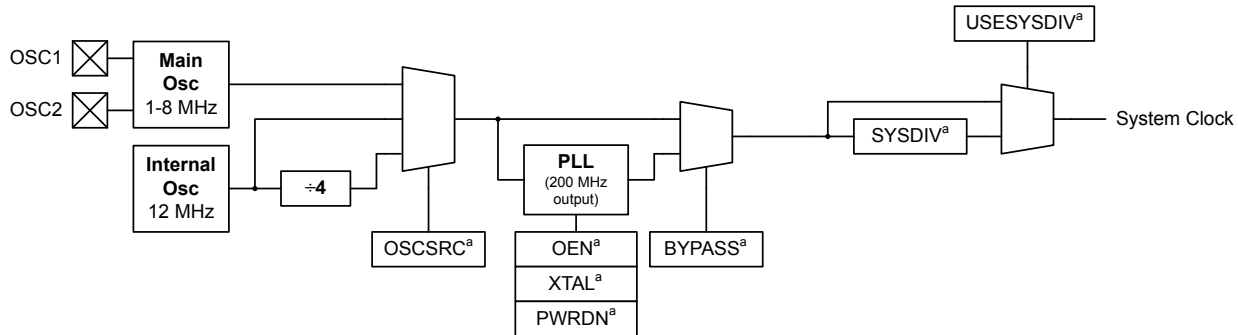 USESYSDIVa
OSC1
OSC2
Main
Osc
1-8 MHz
System Clock
SYSDIVa
Internal
Osc
12 MHz
÷4
PLL
(200 MHz
output)
OSCSRCa
OENa
XTALa
PWRDNa
BYPASSa